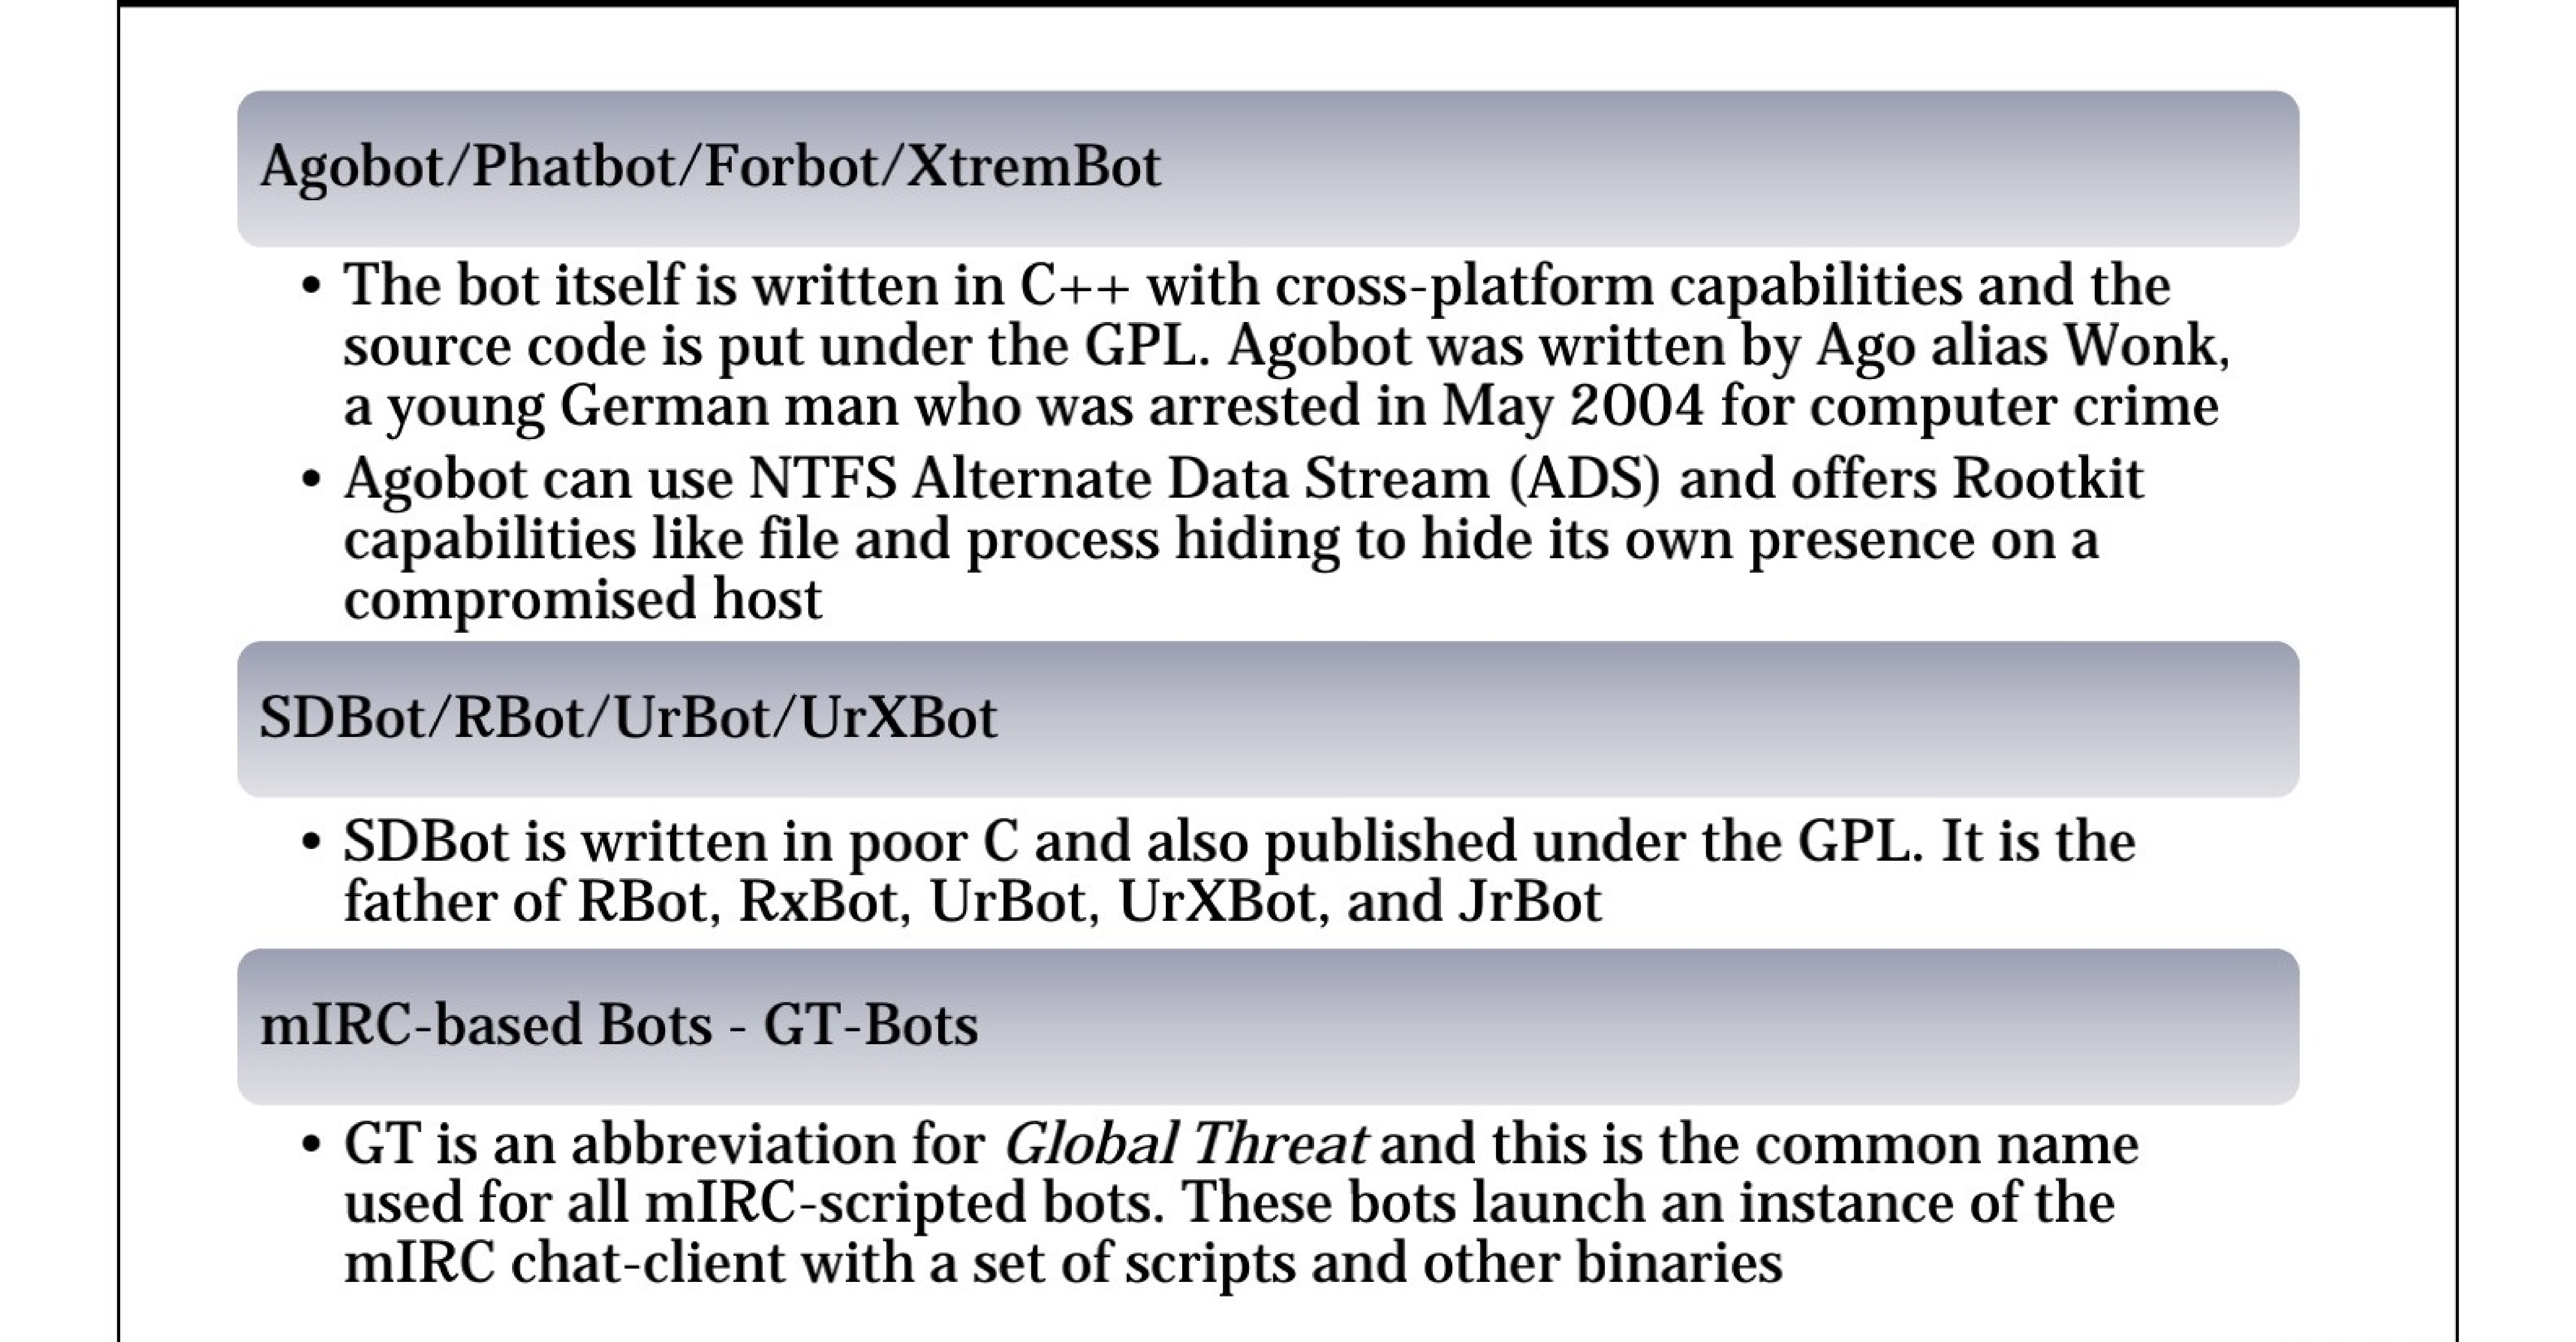 Agobot/Phatbot/Forbot/XtremBot
• The bot itself is written in C++ with cross-platform capabilities and the
source code is put under the GPL. Agobot was written by Ago alias Wonk,
a young German man who was arrested in May 2004 for computer crime
• Agobot can use NTFS Alternate Data Stream (ADS) and offers Rootkit
capabilities like file and process hiding to hide its own presence on a
compromised host
SDBot/RBot/UrBot/UrXBot
• SDBot is written in poor C and also published under the GPL. It is the
father of RBot, RxBot, UrBot, UrXBot, and JrBot
mIRC-based Bots - GT-Bots
• GT is an abbreviation for Global Threat and this is the common name
used for all mIRC-scripted bots. These bots launch an instance of the
mIRC chat-client with a set of scripts and other binaries